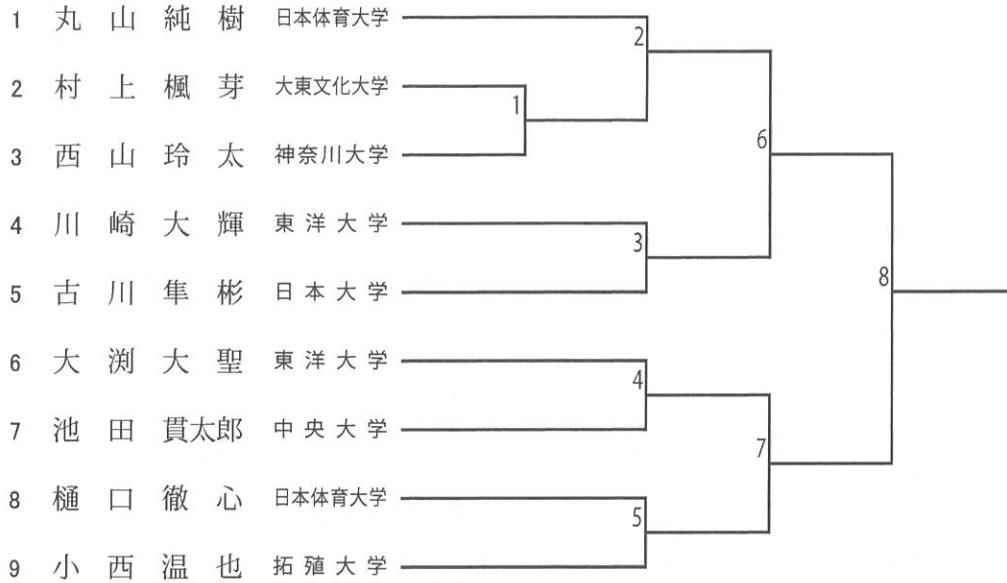 1 丸山純樹 日本体育大学
2 村上楓芽 大東文化大学
3 西山玲太 神奈川大学
4 川崎大輝 東洋大学
5 古川隼彬 日本大学
6 大渕大聖 東洋大学
7 池田貫太郎 中央大学
8 樋口徹心 日本体育大学
9 小西温也 拓殖大学
2
1
6
3
8
4
7
5